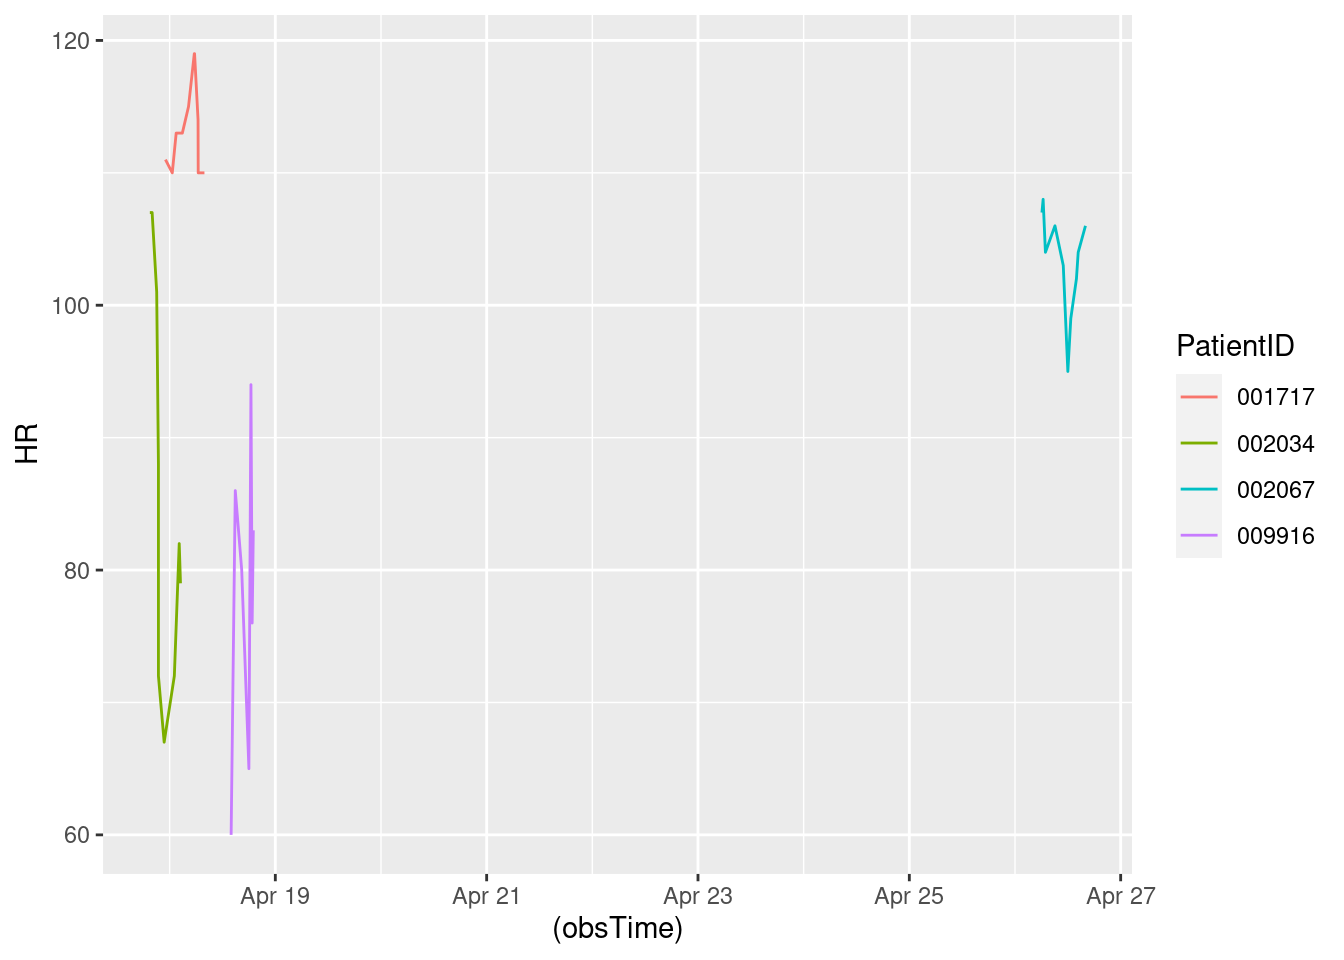 120
100
80
60
HR
Apr 19
Apr 21
Apr 23
Apr 25
Apr 27
(obsTime)
PatientID
001717
002034
002067
009916